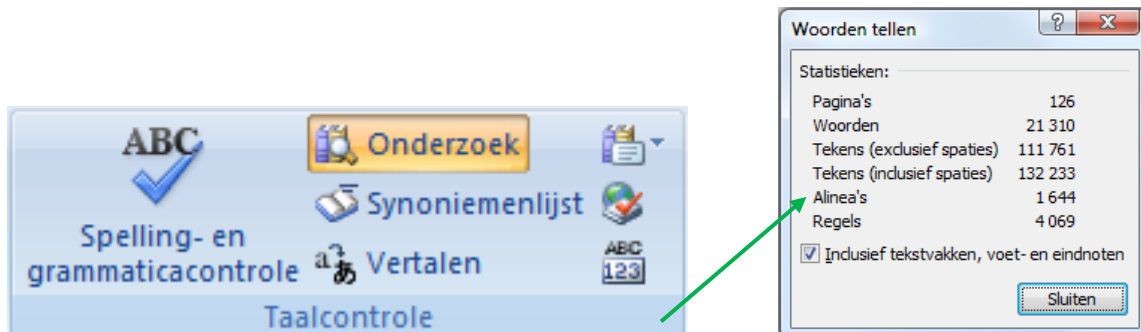 ABC
Spelling- en
grammaticacontrole
Onderzoek
Synoniemenlijst
aあ Vertalen
ABC
123
Taalcontrole
Woorden tellen
?
X
Statistieken:
Pagina's 126
Woorden 21 310
Tekens (exclusief spaties) 111 761
Tekens (inclusief spaties) 132 233
Alinea's 1 644
Regels 4 069
Inclusief tekstvakken, voet- en eindnoten
Sluiten